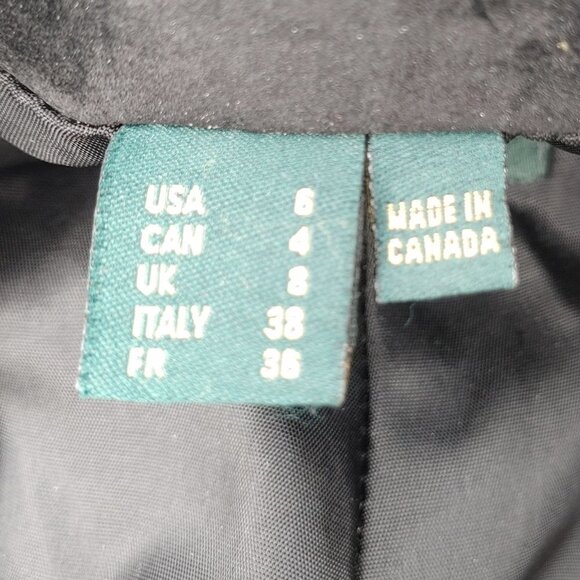 USA 6
CAN 4
UK 8
ITALY 38
FR 36
MADE IN
CANADA